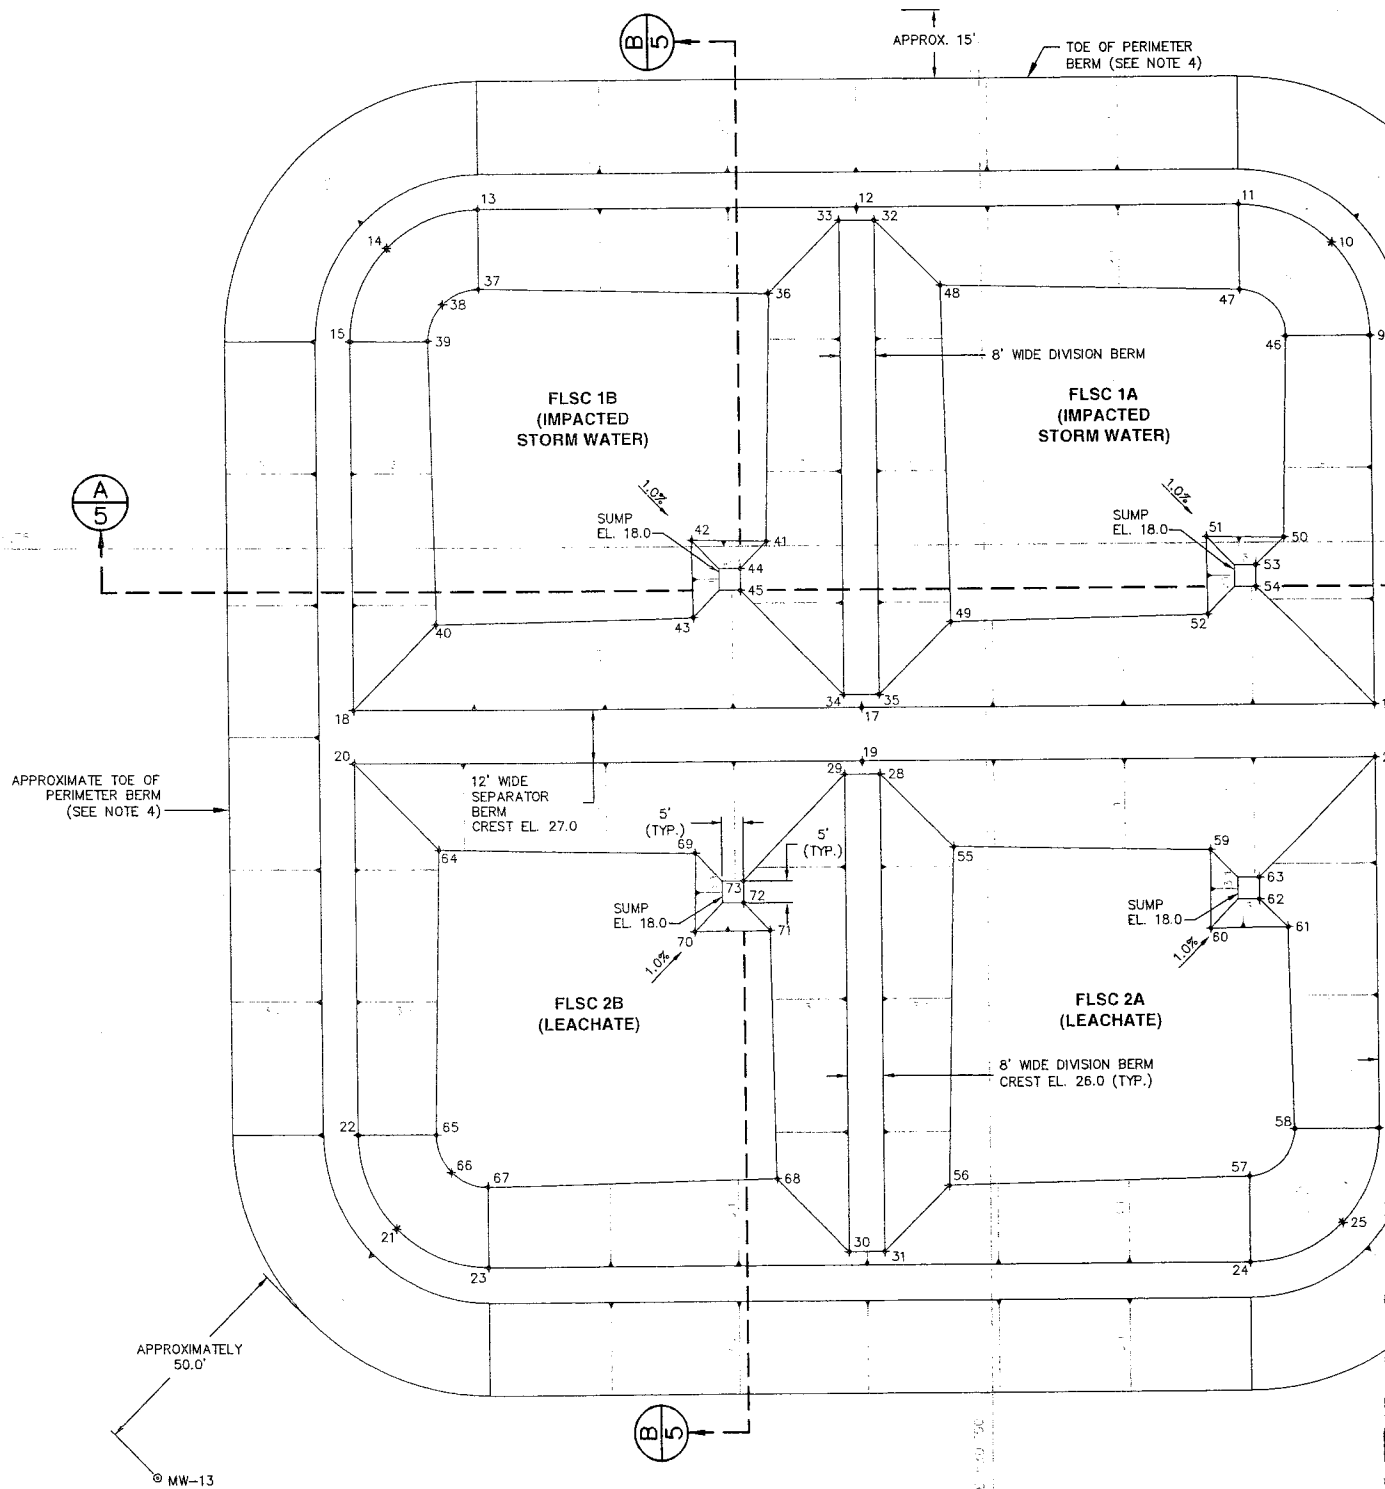 B
5
APPROX. 15'
TOE OF PERIMETER
BERM (SEE NOTE 4)
13
12
11
33
32
14
10
37
36
48
47
38
15
39
46
9
8' WIDE DIVISION BERM
FLSC 1B
(IMPACTED
STORM WATER)
FLSC 1A
(IMPACTED
STORM WATER)
A
5
1.0%
1.0%
SUMP
EL. 18.0
SUMP
EL. 18.0
42
41
51
50
44
53
45
54
40
43
49
52
34
35
18
17
1
20
19
2
29
28
APPROXIMATE TOE OF
PERIMETER BERM
(SEE NOTE 4)
12' WIDE
SEPARATOR
BERM
CREST EL. 27.0
5'
(TYP.)
5'
(TYP.)
64
69
55
59
73
63
72
62
SUMP
EL. 18.0
SUMP
EL. 18.0
70
71
60
61
1.0%
1.0%
FLSC 2B
(LEACHATE)
FLSC 2A
(LEACHATE)
8' WIDE DIVISION BERM
CREST EL. 26.0 (TYP.)
22
65
58
66
67
68
56
57
21
25
30
31
23
24
APPROXIMATELY
50.0'
B
5
MW-13